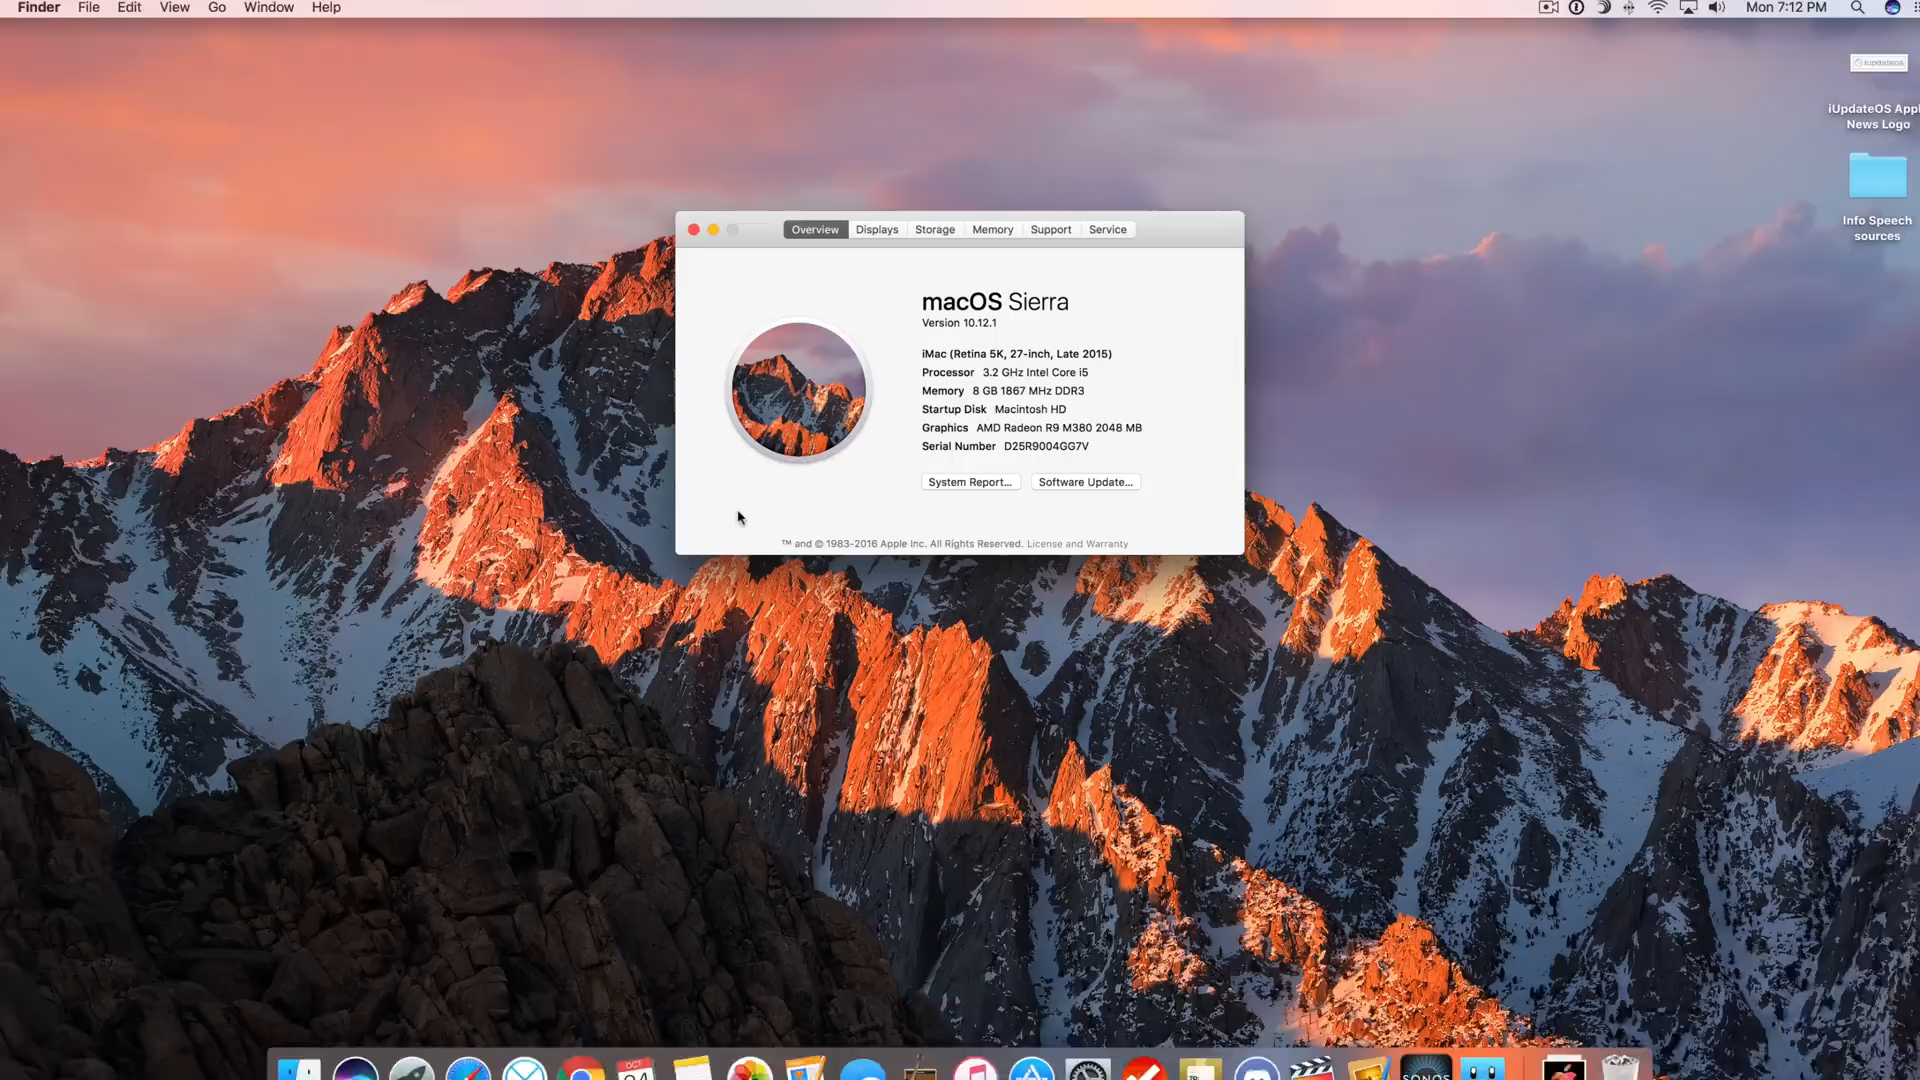 Finder File Edit View Go Window Help
Mon 7:12 PM
iUpdateOS Appl
News Logo
Info Speech
sources
Overview Displays Storage Memory Support Service
macOS Sierra
Version 10.12.1
iMac (Retina 5K, 27-inch, Late 2015)
Processor 3.2 GHz Intel Core i5
Memory 8 GB 1867 MHz DDR3
Startup Disk Macintosh HD
Graphics AMD Radeon R9 M380 2048 MB
Serial Number D25R9004GG7V
System Report... Software Update...
™ and © 1983-2016 Apple Inc. All Rights Reserved. License and Warranty
OCT
SONOS